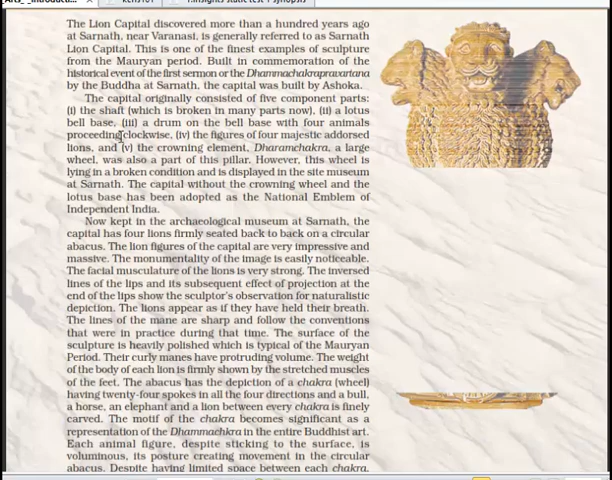 The Lion Capital discovered more than a hundred years ago
at Sarnath, near Varanasi, is generally referred to as Sarnath
Lion Capital. This is one of the finest examples of sculpture
from the Mauryan period. Built in commemoration of the
historical event of the first sermon or the Dhammachakrapravartana
by the Buddha at Sarnath, the capital was built by Ashoka.
The capital originally consisted of five component parts:
(i) the shaft (which is broken in many parts now), (ii) a lotus
bell base, (iii) a drum on the bell base with four animals
proceeding clockwise, (iv) the figures of four majestic addorsed
lions, and (v) the crowning element, Dharamchakra, a large
wheel, was also a part of this pillar. However, this wheel is
lying in a broken condition and is displayed in the site museum
at Sarnath. The capital without the crowning wheel and the
lotus base has been adopted as the National Emblem of
Independent India.
Now kept in the archaeological museum at Sarnath, the
capital has four lions firmly seated back to back on a circular
abacus. The lion figures of the capital are very impressive and
massive. The monumentality of the image is easily noticeable.
The facial musculature of the lions is very strong. The inversed
lines of the lips and its subsequent effect of projection at the
end of the lips show the sculptor's observation for naturalistic
depiction. The lions appear as if they have held their breath.
The lines of the mane are sharp and follow the conventions
that were in practice during that time. The surface of the
sculpture is heavily polished which is typical of the Mauryan
Period. Their curly manes have protruding volume. The weight
of the body of each lion is firmly shown by the stretched muscles
of the feet. The abacus has the depiction of a chakra (wheel)
having twenty-four spokes in all the four directions and a bull,
a horse, an elephant and a lion between every chakra is finely
carved. The motif of the chakra becomes significant as a
representation of the Dhammachkra in the entire Buddhist art.
Each animal figure, despite sticking to the surface, is
voluminous, its posture creating movement in the circular
abacus. Despite having limited space between each chakra,